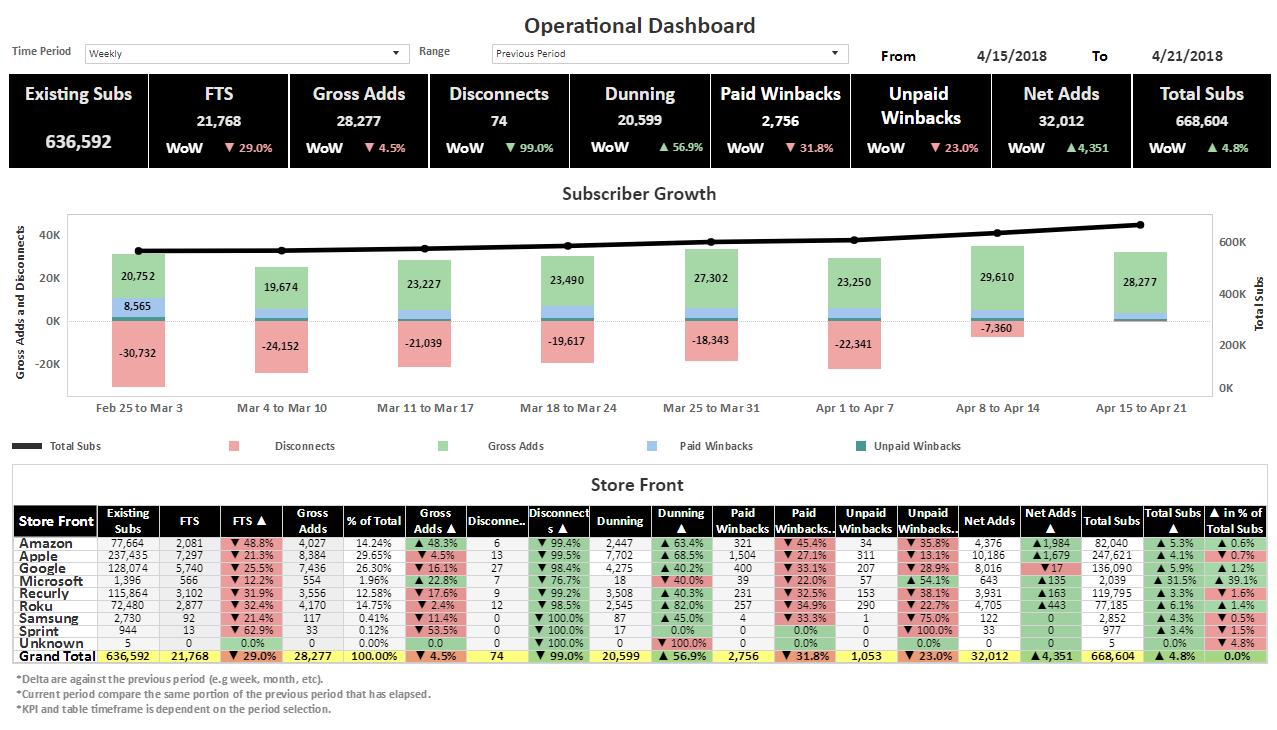 Operational Dashboard
Time Period Weekly Range Previous Period From 4/15/2018 To 4/21/2018
Existing Subs FTS Gross Adds Disconnects Dunning Paid Winbacks Unpaid Winbacks Net Adds Total Subs
636,592 21,768 28,277 74 20,599 2,756 32,012 668,604
WoW ▼ 29.0% WoW ▼ 4.5% WoW ▼ 99.0% WoW ▲ 56.9% WoW ▼ 31.8% WoW ▼ 23.0% WoW ▲4,351 WoW ▲ 4.8%
Subscriber Growth
Gross Adds and Disconnects
40K
20K
0K
-20K
20,752 19,674 23,227 23,490 27,302 23,250 29,610 28,277
8,565
-30,732 -24,152 -21,039 -19,617 -18,343 -22,341 -7,360
600K
400K
200K
0K
Total Subs
Feb 25 to Mar 3 Mar 4 to Mar 10 Mar 11 to Mar 17 Mar 18 to Mar 24 Mar 25 to Mar 31 Apr 1 to Apr 7 Apr 8 to Apr 14 Apr 15 to Apr 21
Total Subs Disconnects Gross Adds Paid Winbacks Unpaid Winbacks
Store Front
Store Front Existing Subs FTS FTS ▲ Gross Adds % of Total Gross Adds ▲ Disconne.. Disconnects ▲ Dunning Dunning ▲ Paid Winbacks Paid Winbacks.. Unpaid Winbacks Unpaid Winbacks.. Net Adds Net Adds ▲ Total Subs Total Subs ▲ ▲ in % of Total Subs
Amazon 77,664 2,081 ▼ 48.8% 4,027 14.24% ▲ 48.3% 6 ▼ 99.4% 2,447 ▲ 63.4% 321 ▼ 45.4% 34 ▼ 35.8% 4,376 ▲1,984 82,040 ▲ 5.3% ▲ 0.6%
Apple 237,435 7,297 ▼ 21.3% 8,384 29.65% ▼ 4.5% 13 ▼ 99.5% 7,702 ▲ 68.5% 1,504 ▼ 27.1% 311 ▼ 13.1% 10,186 ▲1,679 247,621 ▲ 4.1% ▼ 0.7%
Google 128,074 5,740 ▼ 25.5% 7,436 26.30% ▼ 16.1% 27 ▼ 98.4% 4,275 ▲ 40.2% 400 ▼ 33.1% 207 ▼ 28.9% 8,016 ▼17 136,090 ▲ 5.9% ▲ 1.2%
Microsoft 1,396 566 ▼ 12.2% 554 1.96% ▲ 22.8% 7 ▼ 76.7% 18 ▼ 40.0% 39 ▼ 22.0% 57 ▲ 54.1% 643 ▲135 2,039 ▲ 31.5% ▲ 39.1%
Recurly 115,864 3,102 ▼ 31.9% 3,556 12.58% ▼ 17.6% 9 ▼ 99.2% 3,508 ▲ 40.3% 231 ▼ 32.5% 153 ▼ 38.1% 3,931 ▲163 119,795 ▲ 3.3% ▼ 1.6%
Roku 72,480 2,877 ▼ 32.4% 4,170 14.75% ▼ 2.4% 12 ▼ 98.5% 2,545 ▲ 82.0% 257 ▼ 34.9% 290 ▼ 22.7% 4,705 ▲443 77,185 ▲ 6.1% ▲ 1.4%
Samsung 2,730 92 ▼ 21.4% 117 0.41% ▼ 11.4% 0 ▼ 100.0% 87 ▲ 45.0% 4 ▼ 33.3% 1 ▼ 75.0% 122 0 2,852 ▲ 4.3% ▼ 0.5%
Sprint 944 13 ▼ 62.9% 33 0.12% ▼ 53.5% 0 ▼ 100.0% 17 0.0% 0 0.0% 0 ▼ 100.0% 33 0 977 ▲ 3.4% ▼ 1.5%
Unknown 5 0 0.0% 0 0.00% 0.0 0 ▼ 100.0% 0 ▼ 100.0% 0 0.0% 0 0.0% 0 0 5 0.0% ▼ 4.8%
Grand Total 636,592 21,768 ▼ 29.0% 28,277 100.00% ▼ 4.5% 74 ▼ 99.0% 20,599 ▲ 56.9% 2,756 ▼ 31.8% 1,053 ▼ 23.0% 32,012 ▲4,351 668,604 ▲ 4.8% 0.0%
*Delta are against the previous period (e.g week, month, etc).
*Current period compare the same portion of the previous period that has elapsed.
*KPI and table timeframe is dependent on the period selection.